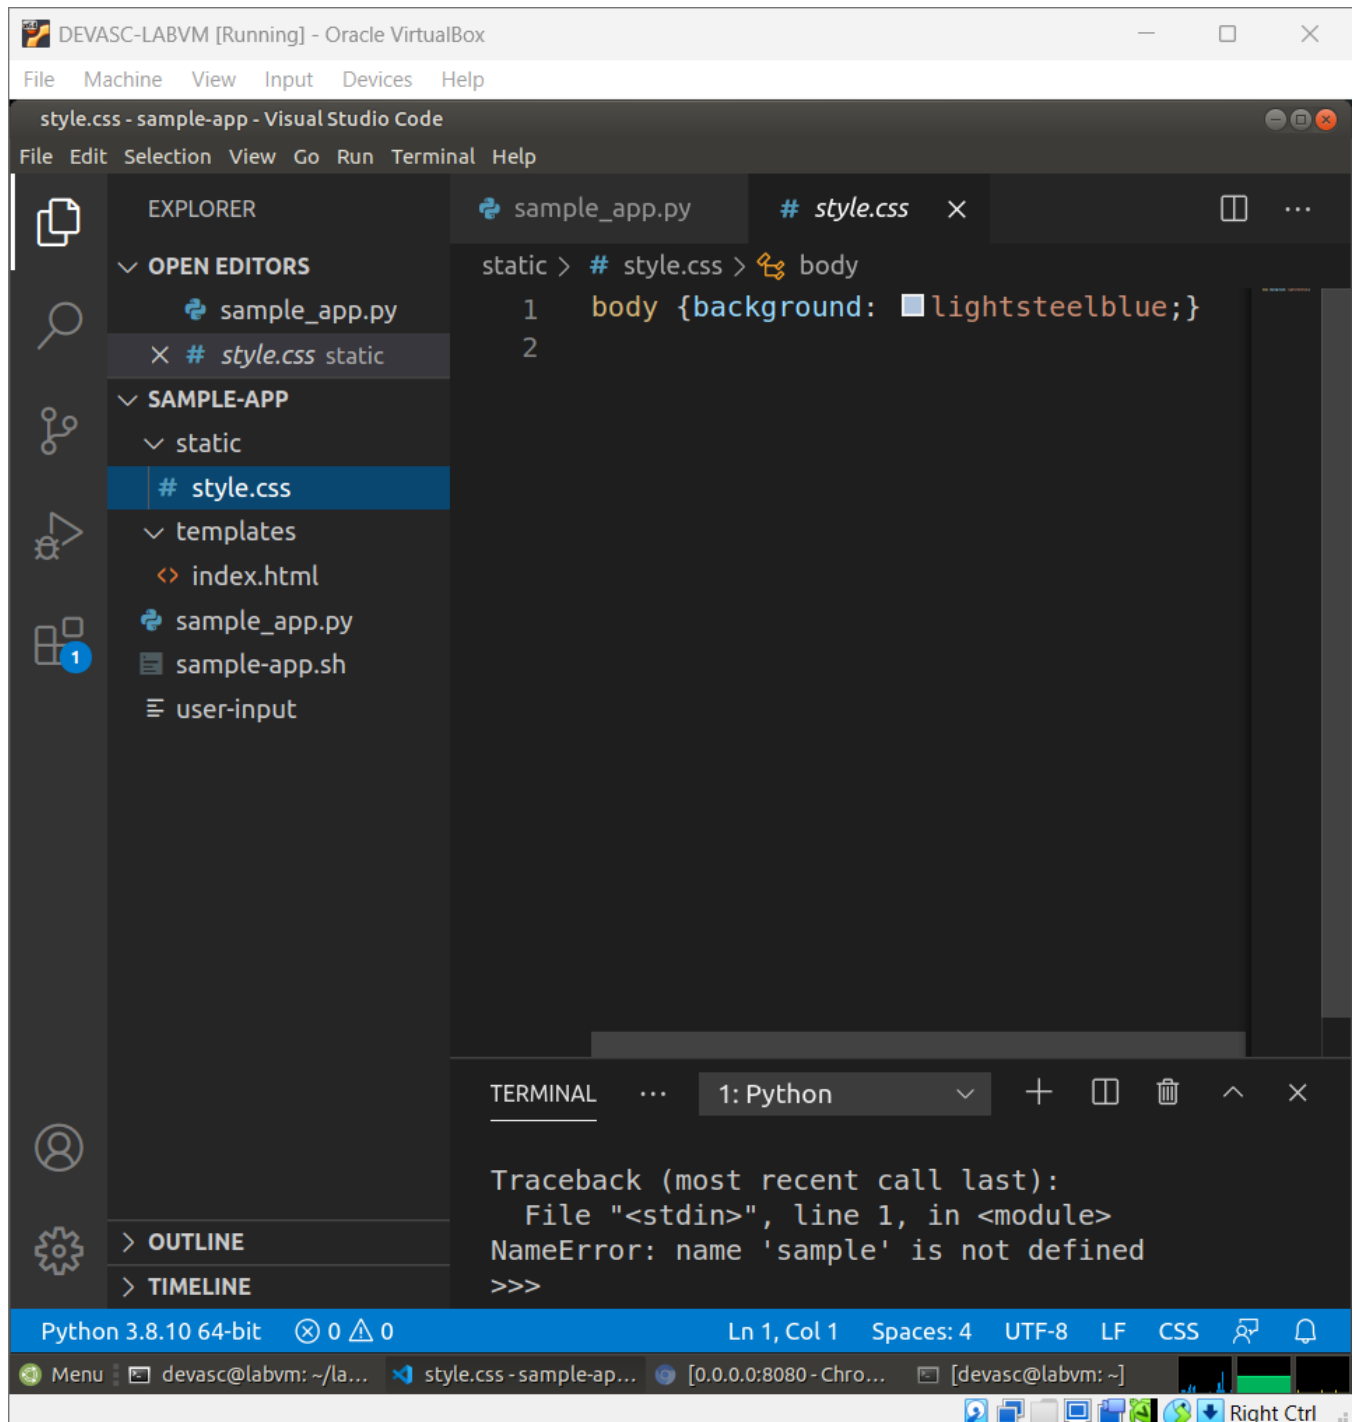 DEVASC-LABVM [Running] - Oracle VirtualBox
File Machine View Input Devices Help
style.css - sample-app - Visual Studio Code
File Edit Selection View Go Run Terminal Help
EXPLORER
OPEN EDITORS
sample_app.py
# style.css static
SAMPLE-APP
static
# style.css
templates
<> index.html
sample_app.py
sample-app.sh
user-input
OUTLINE
TIMELINE
1
sample_app.py # style.css
static > # style.css > body
1 body {background: lightsteelblue;}
2
TERMINAL ... 1: Python
Traceback (most recent call last):
  File "<stdin>", line 1, in <module>
NameError: name 'sample' is not defined
>>>
Python 3.8.10 64-bit 0 0 Ln 1, Col 1 Spaces: 4 UTF-8 LF CSS
Menu devasc@labvm: ~/la... style.css - sample-ap... [0.0.0.0:8080 - Chro... [devasc@labvm: ~]
Right Ctrl